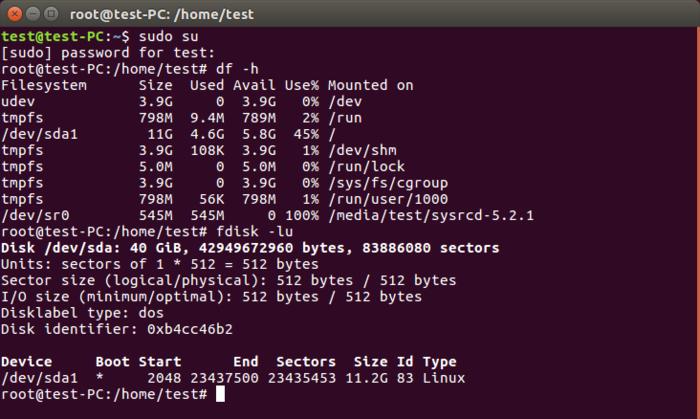 root@test-PC: /home/test
test@test-PC:~$ sudo su
[sudo] password for test:
root@test-PC:/home/test# df -h
Filesystem      Size  Used Avail Use% Mounted on
udev            3.9G     0  3.9G   0% /dev
tmpfs           798M  9.4M  789M   2% /run
/dev/sda1        11G  4.6G  5.8G  45% /
tmpfs           3.9G  108K  3.9G   1% /dev/shm
tmpfs           5.0M     0  5.0M   0% /run/lock
tmpfs           3.9G     0  3.9G   0% /sys/fs/cgroup
tmpfs           798M   56K  798M   1% /run/user/1000
/dev/sr0        545M  545M     0 100% /media/test/sysrcd-5.2.1
root@test-PC:/home/test# fdisk -lu
Disk /dev/sda: 40 GiB, 42949672960 bytes, 83886080 sectors
Units: sectors of 1 * 512 = 512 bytes
Sector size (logical/physical): 512 bytes / 512 bytes
I/O size (minimum/optimal): 512 bytes / 512 bytes
Disklabel type: dos
Disk identifier: 0xb4cc46b2
Device     Boot Start      End  Sectors  Size Id Type
/dev/sda1  *     2048 23437500 23435453 11.2G 83 Linux
root@test-PC:/home/test#